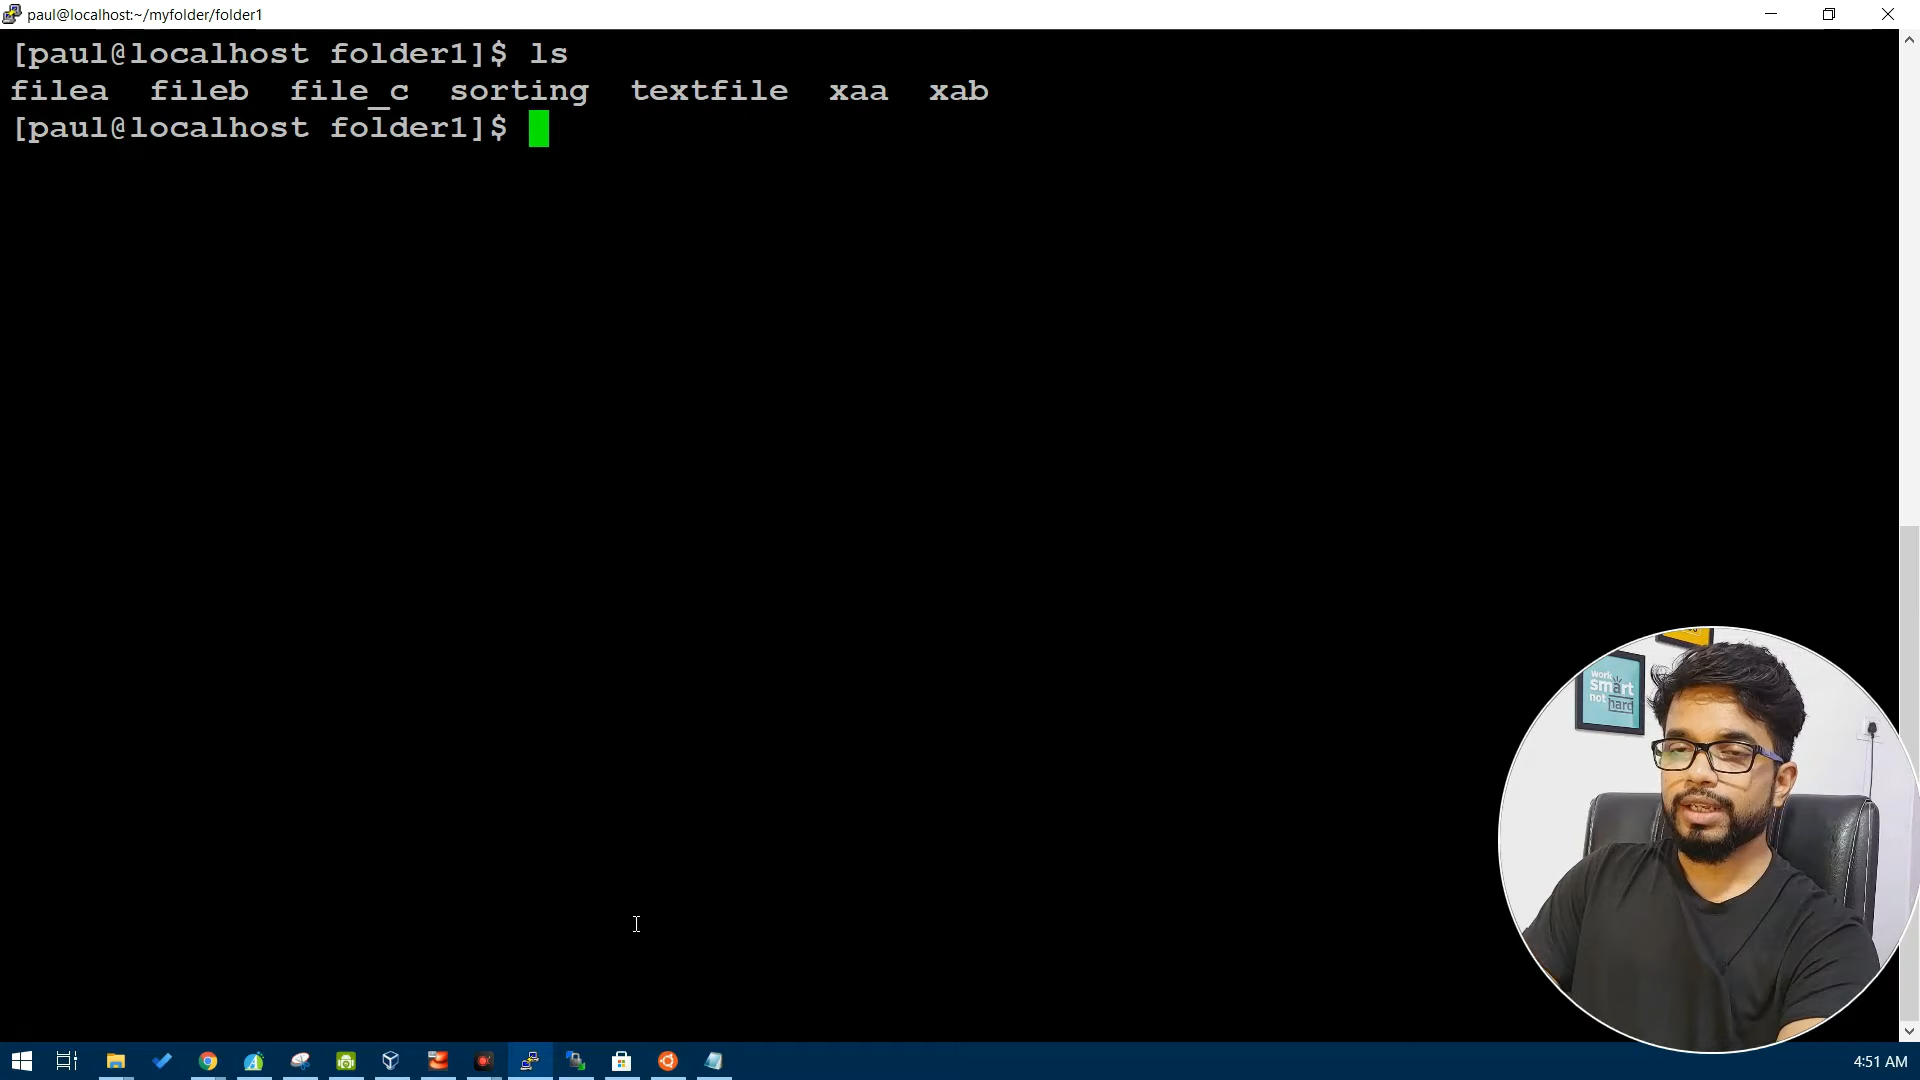 paul@localhost:~/myfolder/folder1
[paul@localhost folder1]$ ls
filea fileb file_c sorting textfile xaa xab
[paul@localhost folder1]$
work
smart
not hard
4:51 AM